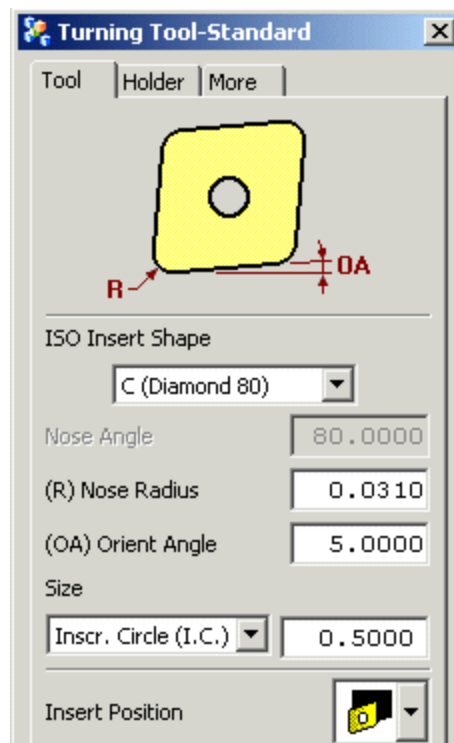 Turning Tool-Standard
Tool Holder More
OA
R
ISO Insert Shape
C (Diamond 80)
Nose Angle 80.0000
(R) Nose Radius 0.0310
(OA) Orient Angle 5.0000
Size
Inscr. Circle (I.C.) 0.5000
Insert Position